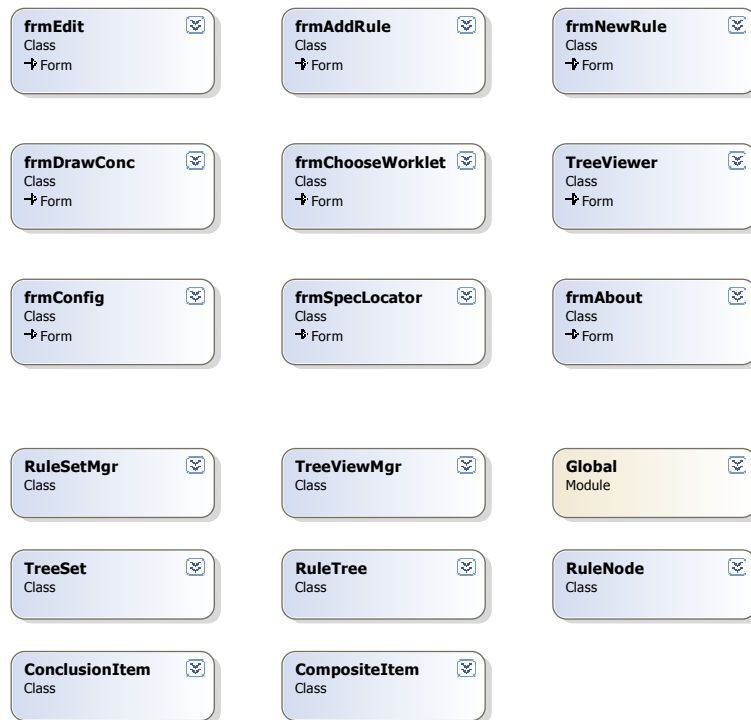 frmEdit
Class
Form
frmAddRule
Class
Form
frmNewRule
Class
Form
frmDrawConc
Class
Form
frmChooseWorklet
Class
Form
TreeViewer
Class
Form
frmConfig
Class
Form
frmSpecLocator
Class
Form
frmAbout
Class
Form
RuleSetMgr
Class
TreeViewMgr
Class
Global
Module
TreeSet
Class
RuleTree
Class
RuleNode
Class
ConclusionItem
Class
CompositeItem
Class